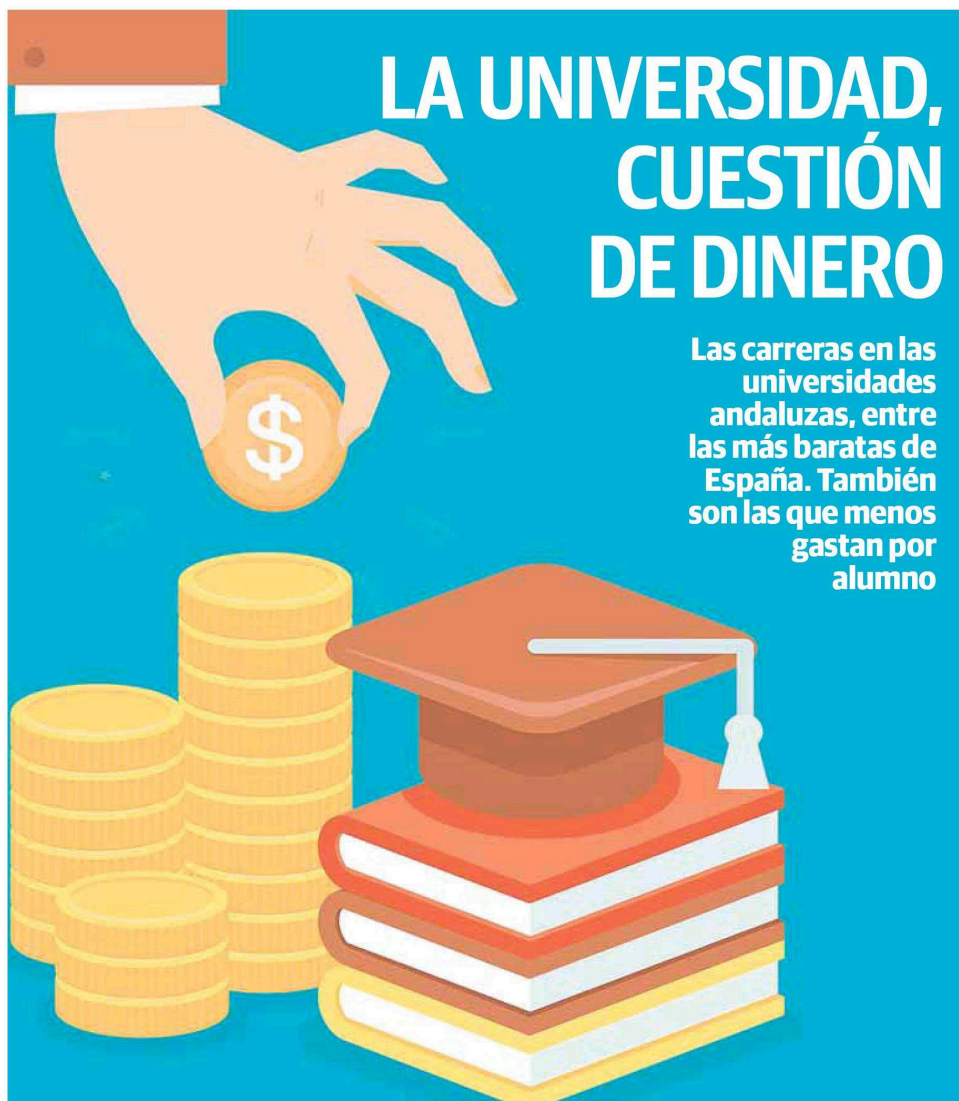 LA UNIVERSIDAD,
CUESTIÓN
DE DINERO
Las carreras en las
universidades
andaluzas, entre
las más baratas de
España. También
son las que menos
gastan por
alumno
$